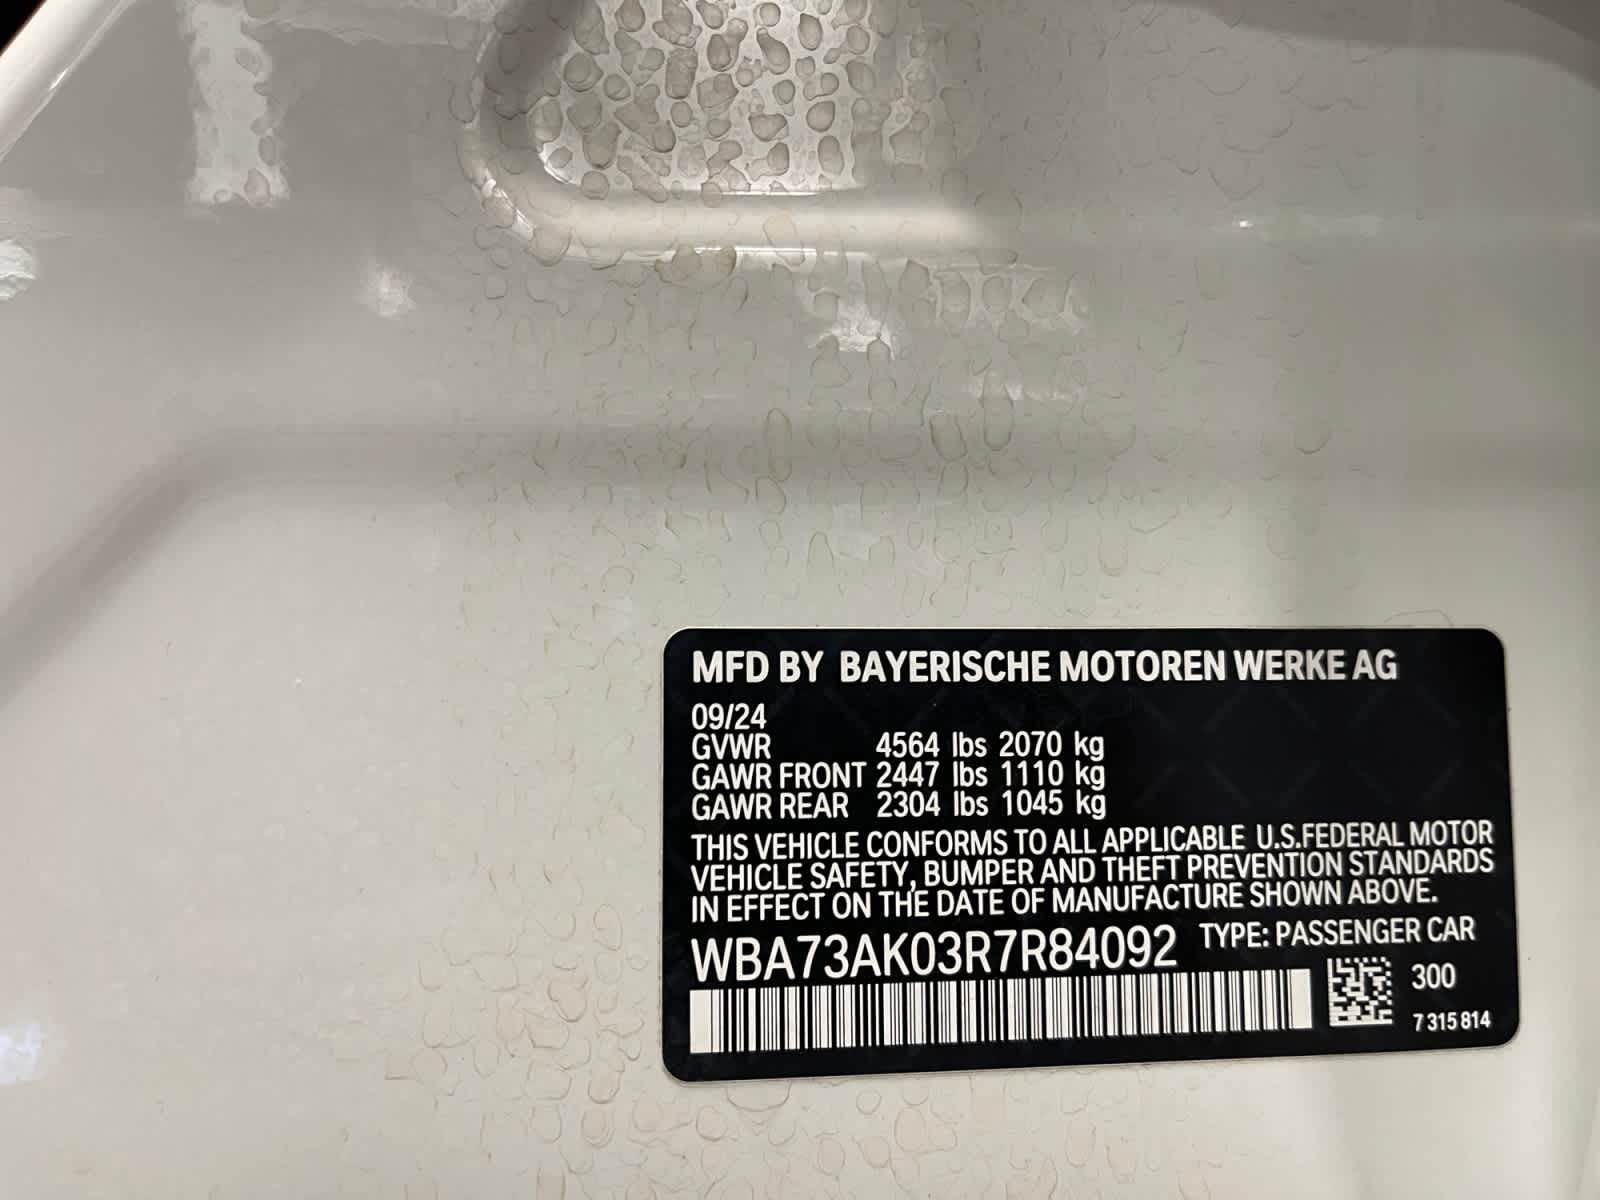 MFD BY BAYERISCHE MOTOREN WERKE AG
09/24
GVWR 4564 lbs 2070 kg
GAWR FRONT 2447 lbs 1110 kg
GAWR REAR 2304 lbs 1045 kg
THIS VEHICLE CONFORMS TO ALL APPLICABLE U.S.FEDERAL MOTOR
VEHICLE SAFETY, BUMPER AND THEFT PREVENTION STANDARDS
IN EFFECT ON THE DATE OF MANUFACTURE SHOWN ABOVE.
WBA73AK03R7R84092 TYPE: PASSENGER CAR
300
7 315 814